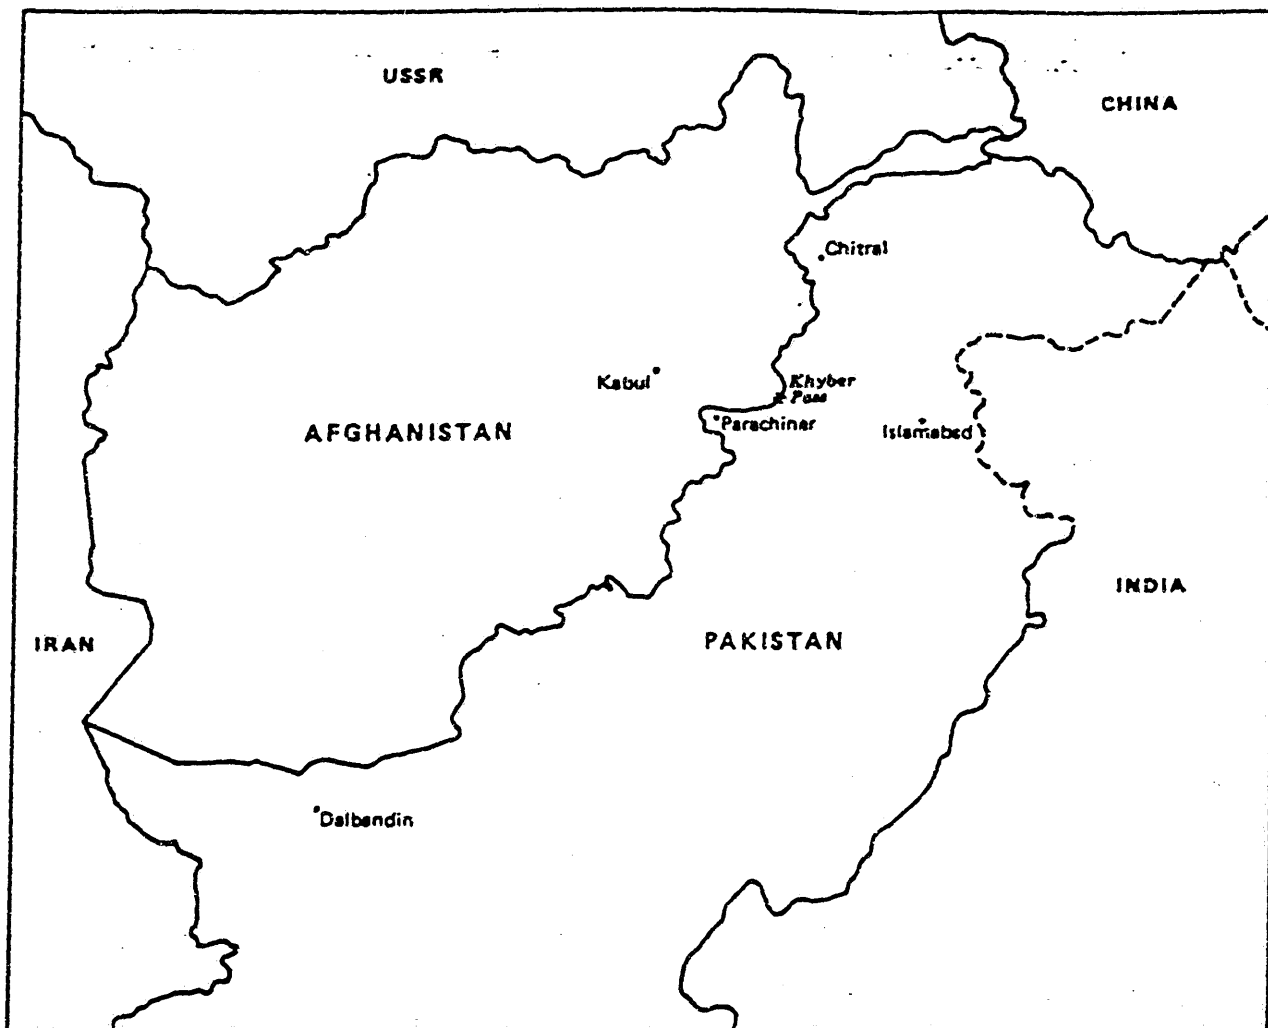 USSR
CHINA
Chitral
Kabul
Khyber
Pass
Parachinar
Islamabad
AFGHANISTAN
INDIA
IRAN
PAKISTAN
Dalbandin